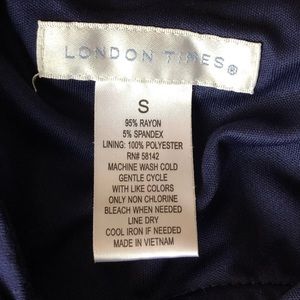 LONDON TIMES®
S
95% RAYON
5% SPANDEX
LINING: 100% POLYESTER
RN# 58142
MACHINE WASH COLD
GENTLE CYCLE
WITH LIKE COLORS
ONLY NON CHLORINE
BLEACH WHEN NEEDED
LINE DRY
COOL IRON IF NEEDED
MADE IN VIETNAM